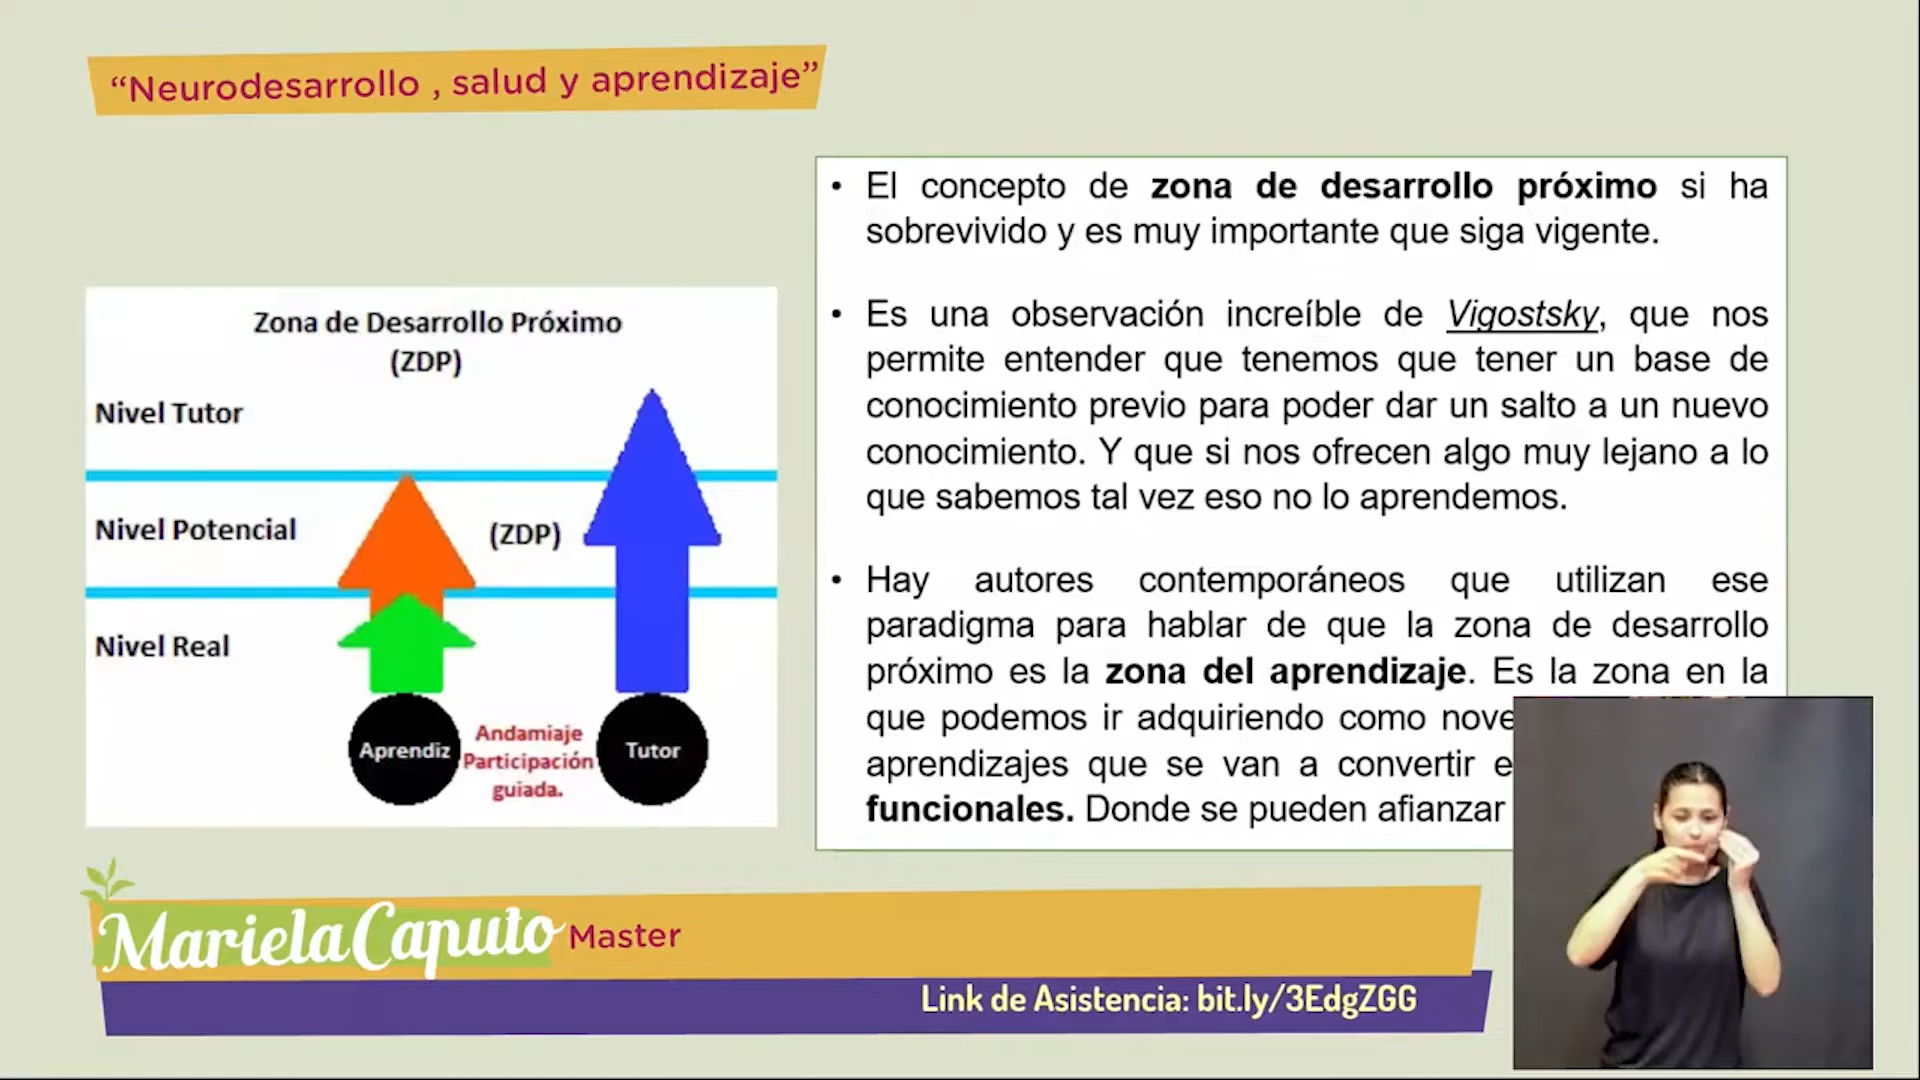 “Neurodesarrollo , salud y aprendizaje”
Zona de Desarrollo Próximo
(ZDP)
Nivel Tutor
Nivel Potencial
(ZDP)
Nivel Real
Aprendiz
Andamiaje
Participación
guiada.
Tutor
• El concepto de zona de desarrollo próximo si ha
sobrevivido y es muy importante que siga vigente.
• Es una observación increíble de Vigostsky, que nos
permite entender que tenemos que tener un base de
conocimiento previo para poder dar un salto a un nuevo
conocimiento. Y que si nos ofrecen algo muy lejano a lo
que sabemos tal vez eso no lo aprendemos.
• Hay autores contemporáneos que utilizan ese
paradigma para hablar de que la zona de desarrollo
próximo es la zona del aprendizaje. Es la zona en la
que podemos ir adquiriendo como
aprendizajes que se van a convertir
funcionales. Donde se pueden afianzar
Mariela Caputo Master
Link de Asistencia: bit.ly/3EdgZGG